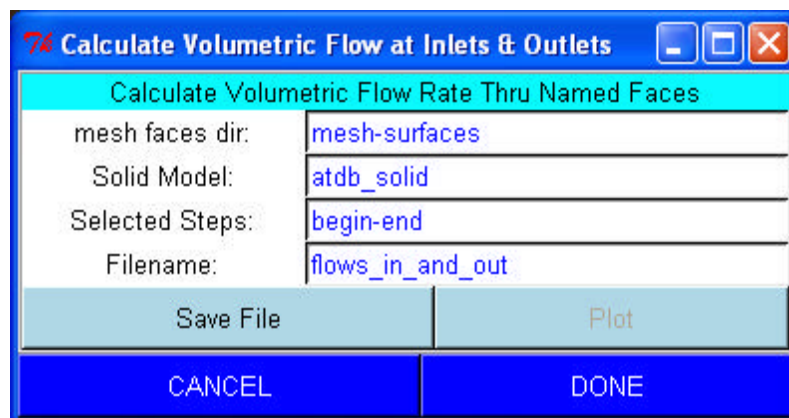 Tk Calculate Volumetric Flow at Inlets & Outlets
Calculate Volumetric Flow Rate Thru Named Faces
mesh faces dir: mesh-surfaces
Solid Model: atdb_solid
Selected Steps: begin-end
Filename: flows_in_and_out
Save File Plot
CANCEL DONE